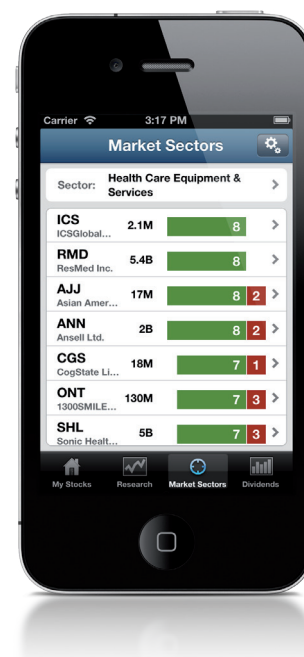 Carrier 3:17 PM
Market Sectors
Sector: Health Care Equipment &
Services
ICS
ICSGlobal... 2.1M 8
RMD
ResMed Inc. 5.4B 8
AJJ
Asian Amer... 17M 8 2
ANN
Ansell Ltd. 2B 8 2
CGS
CogState Li... 18M 7 1
ONT
1300SMILE... 130M 7 3
SHL
Sonic Healt... 5B 7 3
My Stocks Research Market Sectors Dividends